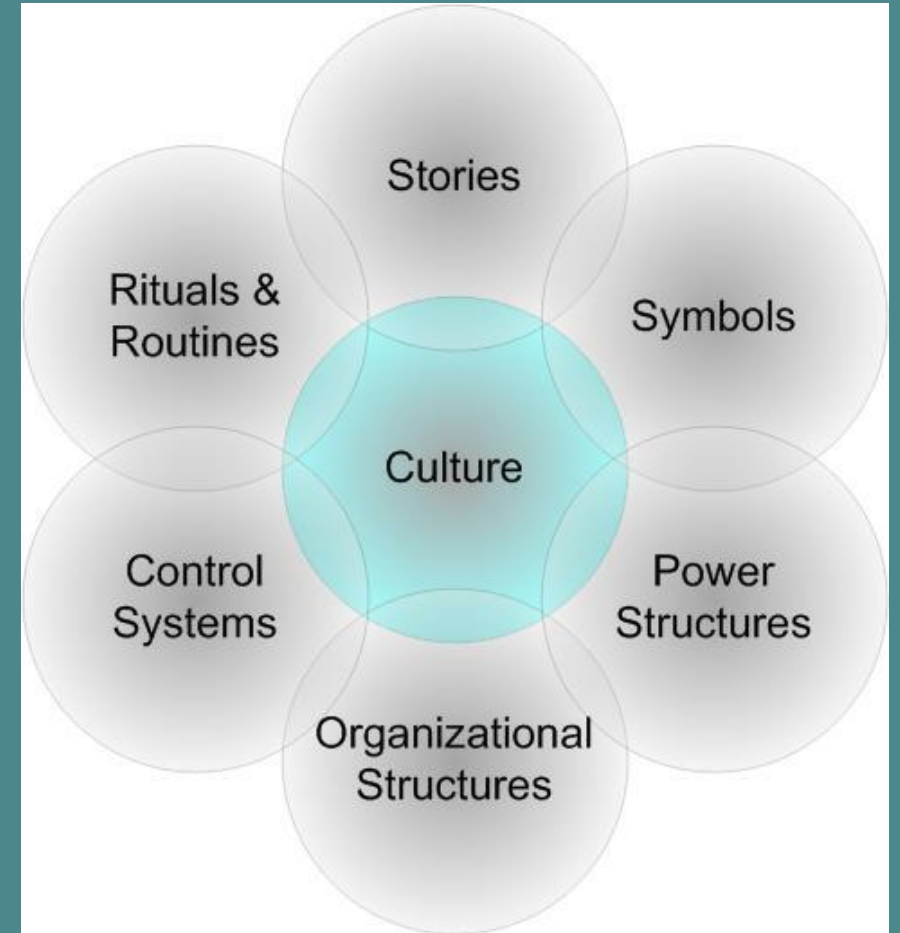 Stories
Rituals &
Routines
Symbols
Culture
Control
Systems
Power
Structures
Organizational
Structures